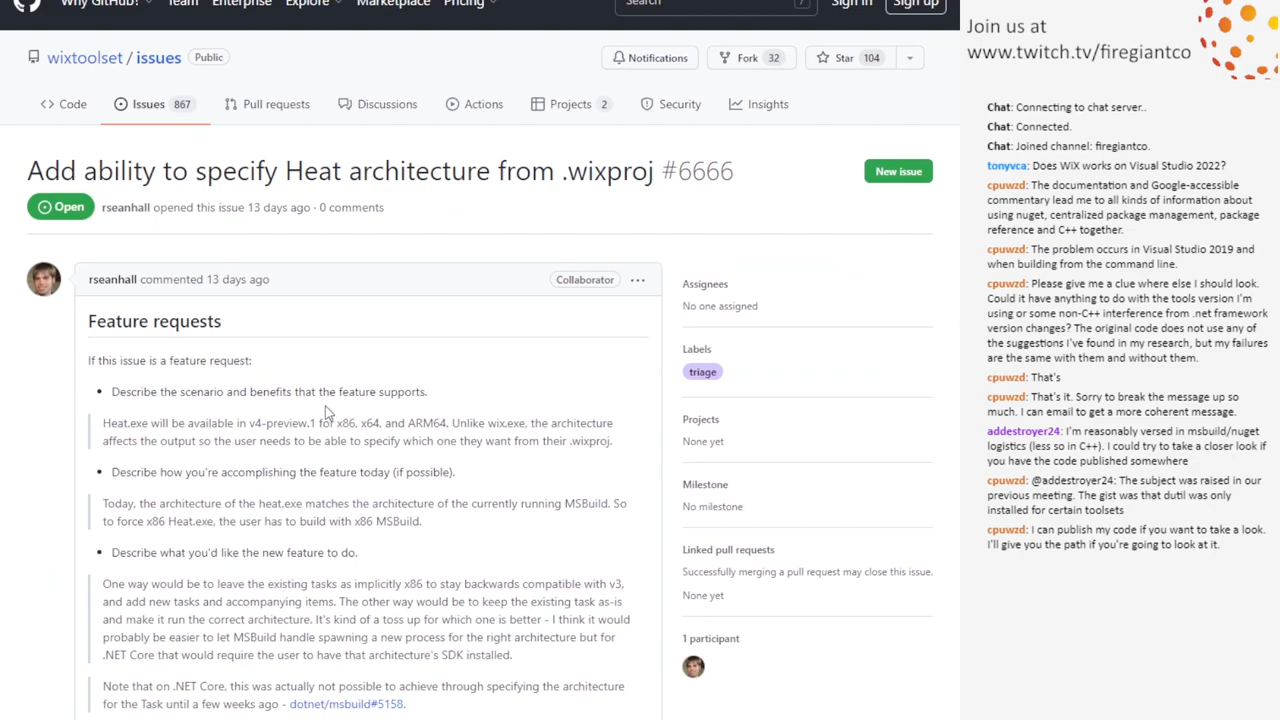 Why GitHub? Team Enterprise Explore Marketplace Pricing Search / Sign in Sign up
wixtoolset / issues Public Notifications Fork 32 Star 104
Code Issues 867 Pull requests Discussions Actions Projects 2 Security Insights
Add ability to specify Heat architecture from .wixproj #6666
New issue
Open rseanhall opened this issue 13 days ago · 0 comments
rseanhall commented 13 days ago Collaborator ...
Feature requests
If this issue is a feature request:
• Describe the scenario and benefits that the feature supports.
Heat.exe will be available in v4-preview.1 for x86, x64, and ARM64. Unlike wix.exe, the architecture
affects the output so the user needs to be able to specify which one they want from their .wixproj.
• Describe how you're accomplishing the feature today (if possible).
Today, the architecture of the heat.exe matches the architecture of the currently running MSBuild. So
to force x86 Heat.exe, the user has to build with x86 MSBuild.
• Describe what you'd like the new feature to do.
One way would be to leave the existing tasks as implicitly x86 to stay backwards compatible with v3,
and add new tasks and accompanying items. The other way would be to keep the existing task as-is
and make it run the correct architecture. It's kind of a toss up for which one is better - I think it would
probably be easier to let MSBuild handle spawning a new process for the right architecture but for
.NET Core that would require the user to have that architecture's SDK installed.
Note that on .NET Core, this was actually not possible to achieve through specifying the architecture
for the Task until a few weeks ago - dotnet/msbuild#5158.
Assignees
No one assigned
Labels
triage
Projects
None yet
Milestone
No milestone
Linked pull requests
Successfully merging a pull request may close this issue.
None yet
1 participant
Join us at
www.twitch.tv/firegiantco
Chat: Connecting to chat server..
Chat: Connected.
Chat: Joined channel: firegiantco.
tonyvca: Does WiX works on Visual Studio 2022?
cpuwzd: The documentation and Google-accessible
commentary lead me to all kinds of information about
using nuget, centralized package management, package
reference and C++ together.
cpuwzd: The problem occurs in Visual Studio 2019 and
when building from the command line.
cpuwzd: Please give me a clue where else I should look.
Could it have anything to do with the tools version I'm
using or some non-C++ interference from .net framework
version changes? The original code does not use any of
the suggestions I've found in my research, but my failures
are the same with them and without them.
cpuwzd: That's
cpuwzd: That's it. Sorry to break the message up so
much. I can email to get a more coherent message.
addestroyer24: I'm reasonably versed in msbuild/nuget
logistics (less so in C++). I could try to take a closer look if
you have the code published somewhere
cpuwzd: @addestroyer24: The subject was raised in our
previous meeting. The gist was that dutil was only
installed for certain toolsets
cpuwzd: I can publish my code if you want to take a look.
I'll give you the path if you're going to look at it.